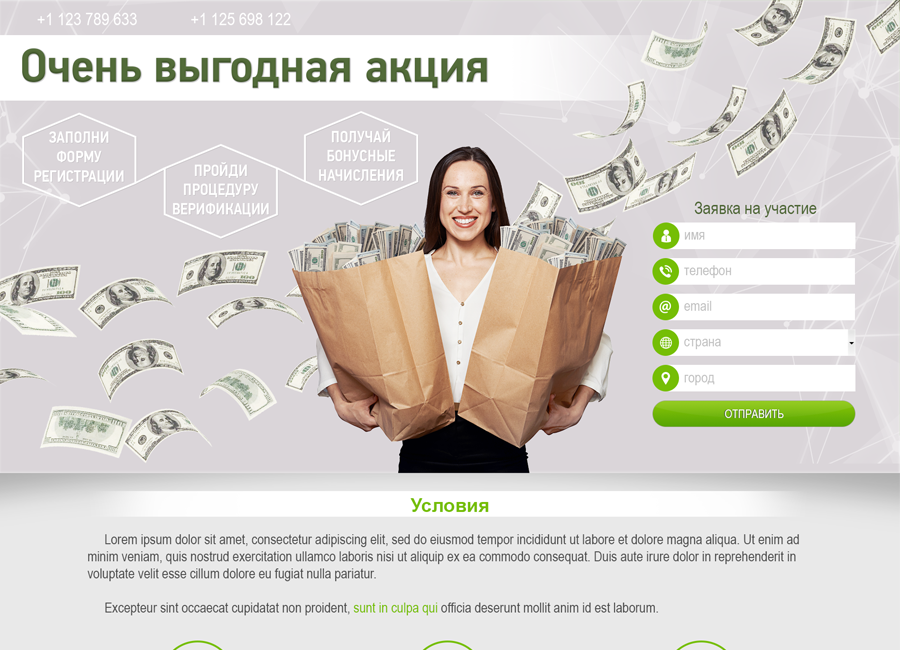 +1 123 789 633 +1 125 698 122
Очень выгодная акция
ЗАПОЛНИ
ФОРМУ
РЕГИСТРАЦИИ
ПРОЙДИ
ПРОЦЕДУРУ
ВЕРИФИКАЦИИ
ПОЛУЧАЙ
БОНУСНЫЕ
НАЧИСЛЕНИЯ
Заявка на участие
имя
телефон
email
страна
город
ОТПРАВИТЬ
Условия
Lorem ipsum dolor sit amet, consectetur adipiscing elit, sed do eiusmod tempor incididunt ut labore et dolore magna aliqua. Ut enim ad
minim veniam, quis nostrud exercitation ullamco laboris nisi ut aliquip ex ea commodo consequat. Duis aute irure dolor in reprehenderit in
voluptate velit esse cillum dolore eu fugiat nulla pariatur.
Excepteur sint occaecat cupidatat non proident, sunt in culpa qui officia deserunt mollit anim id est laborum.